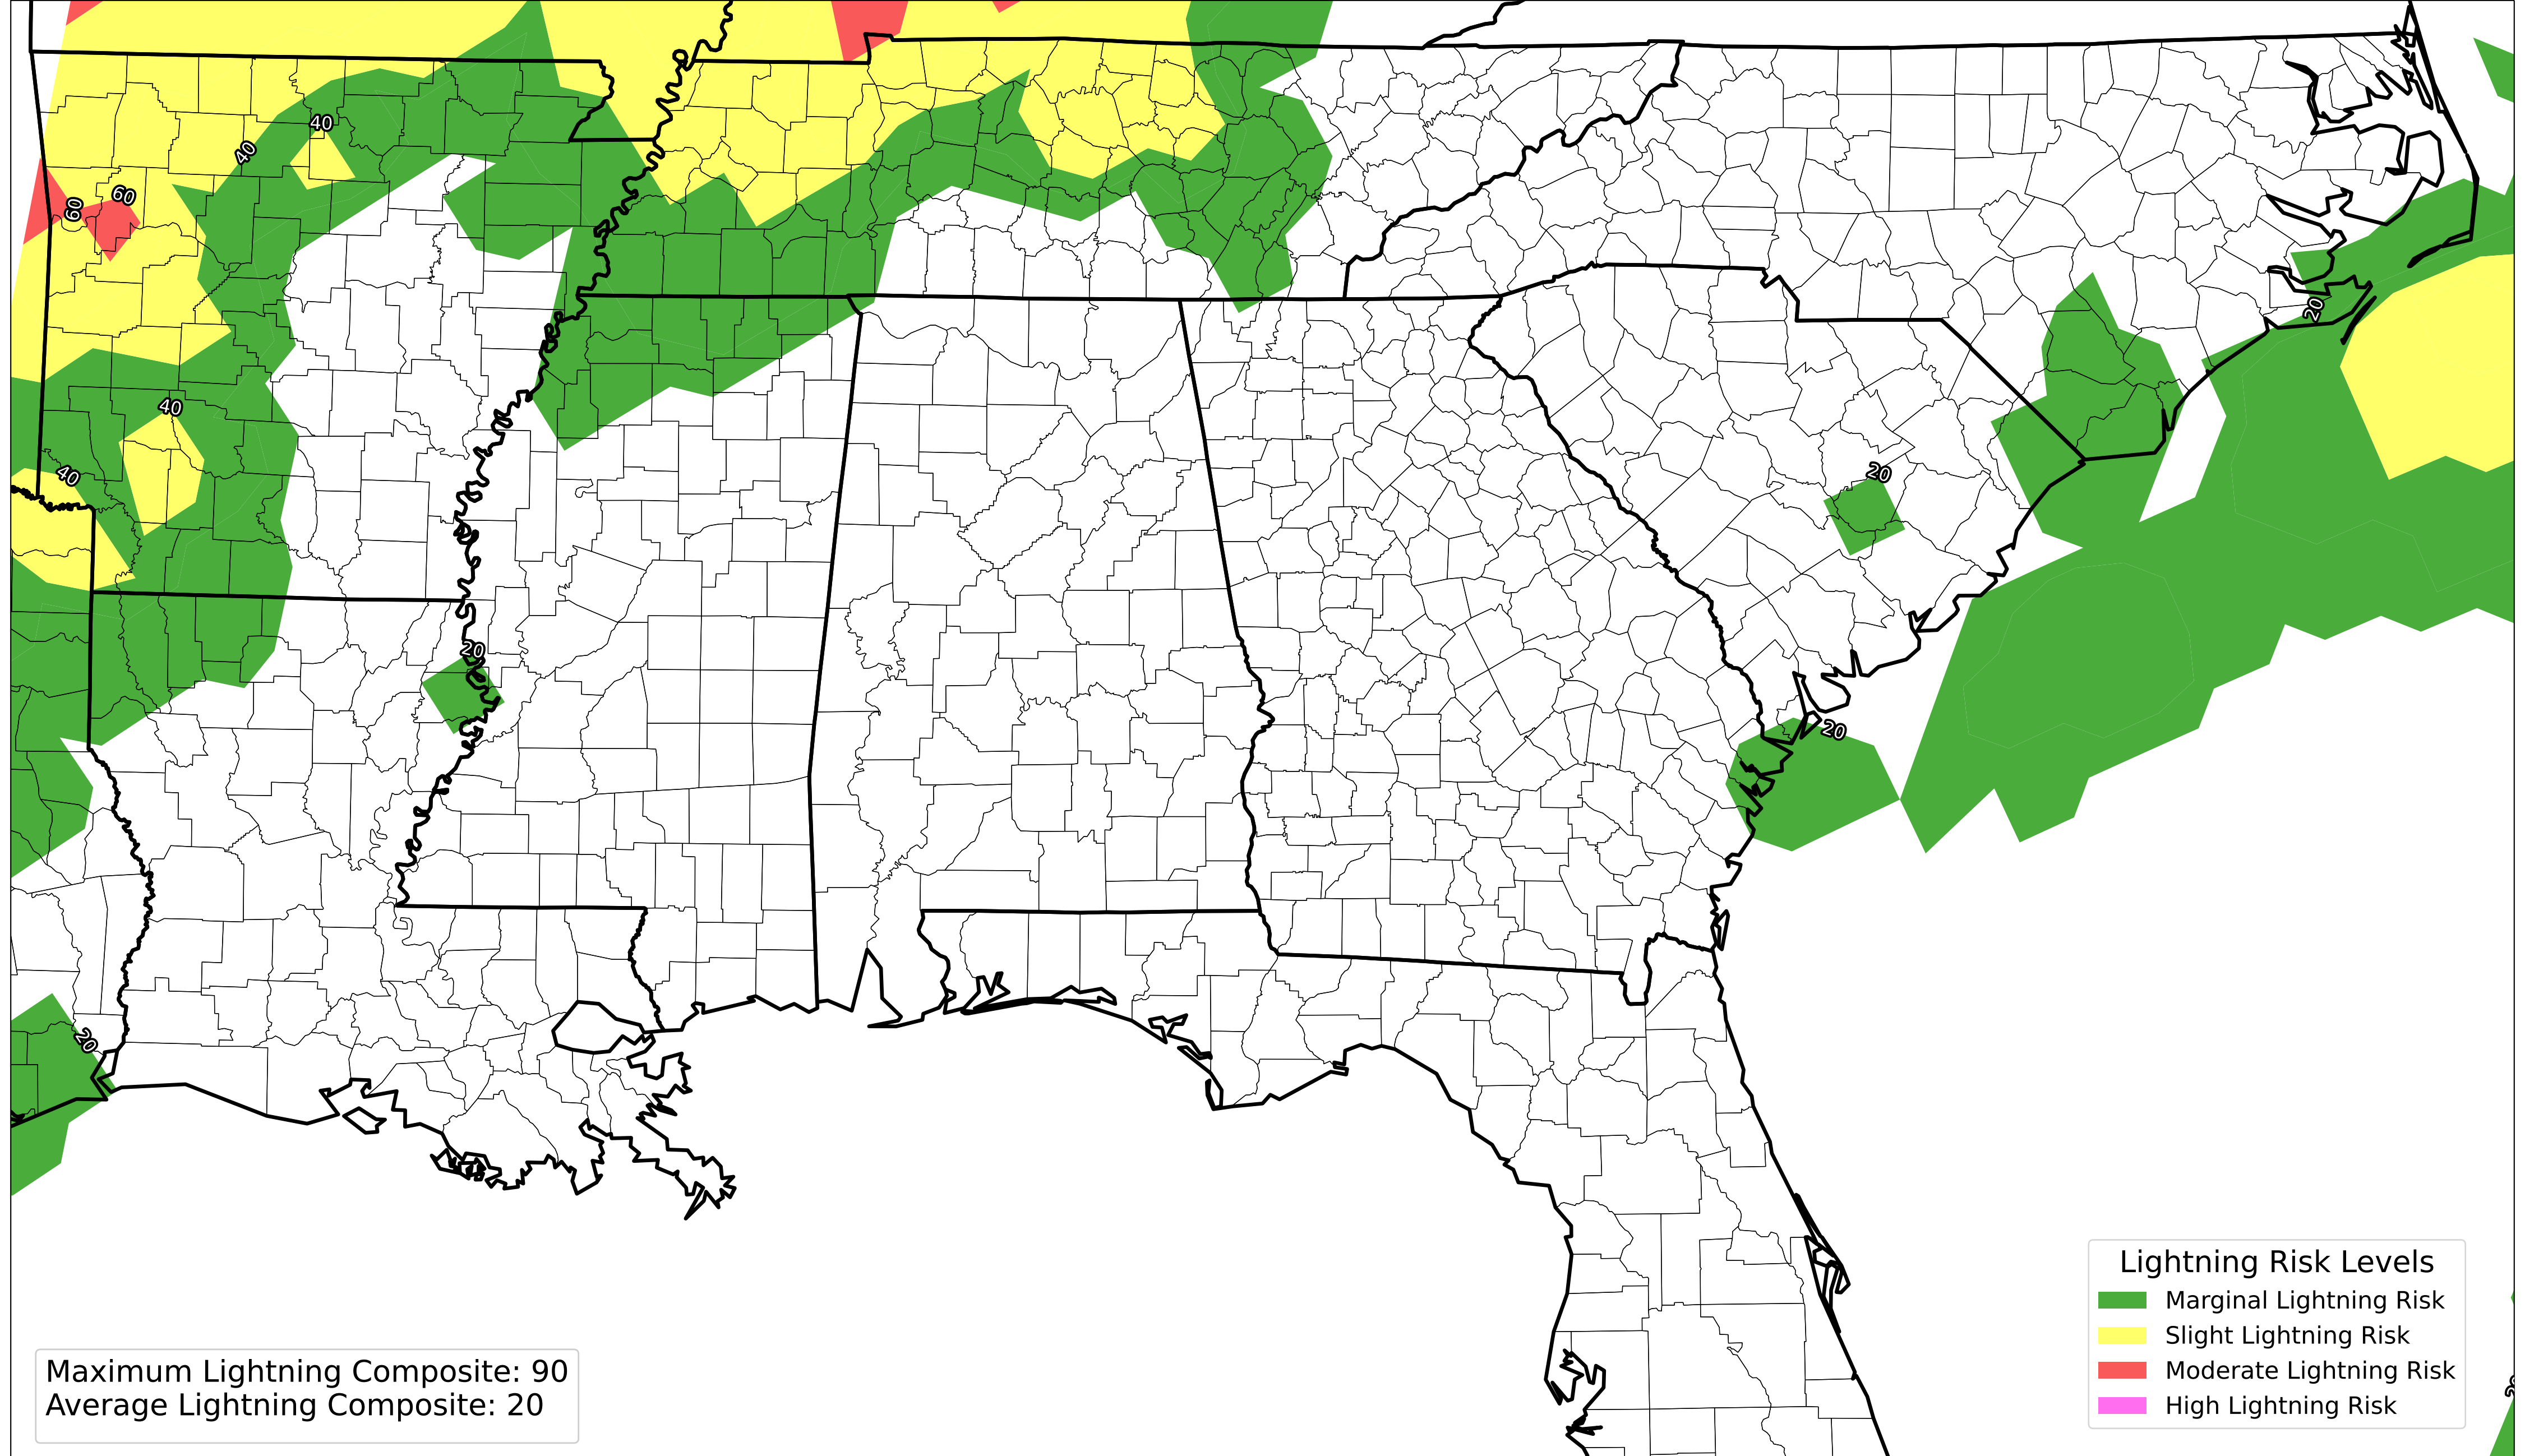 40
40
60
60
20
40
20
40
20
20
20
20
Lightning Risk Levels
Marginal Lightning Risk
Slight Lightning Risk
Moderate Lightning Risk
High Lightning Risk
Maximum Lightning Composite: 90
Average Lightning Composite: 20